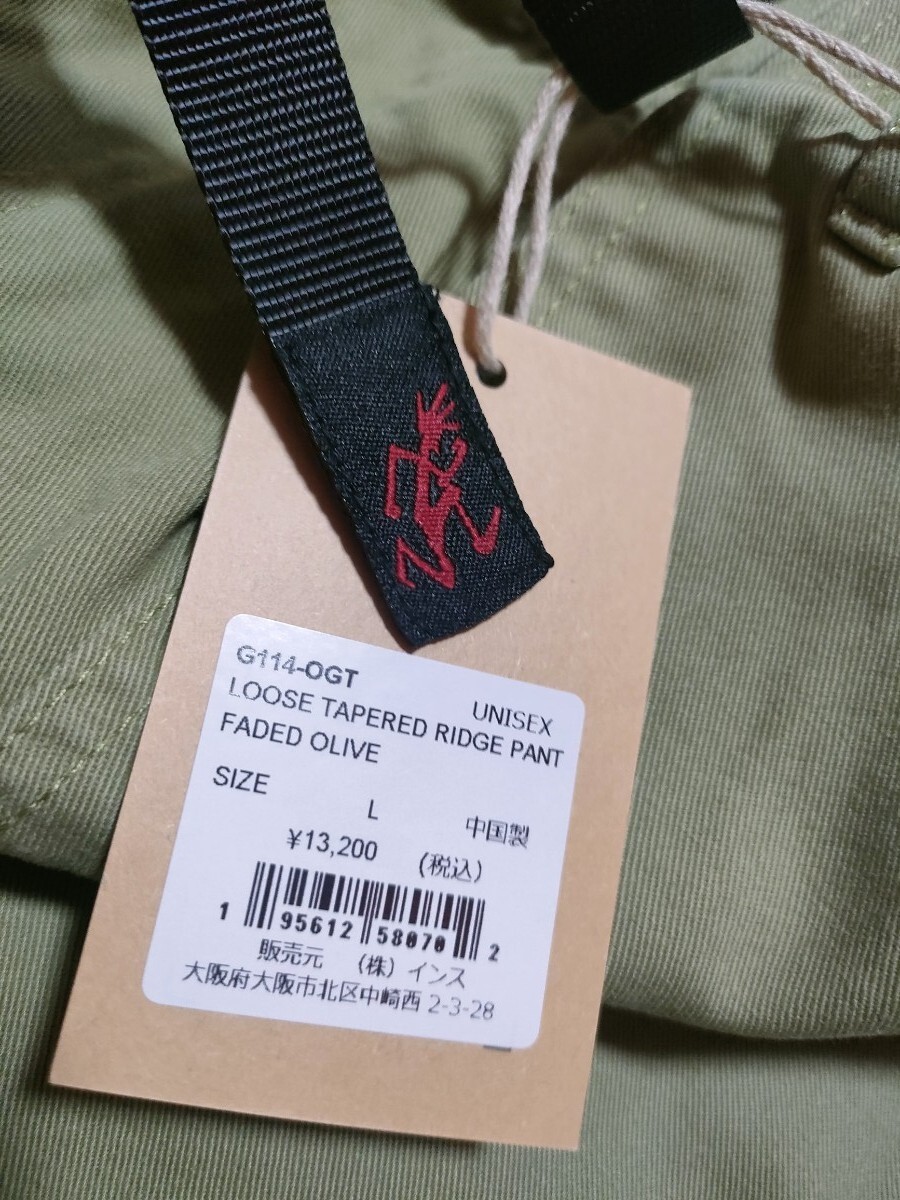 G114-OGT
UNISEX
LOOSE TAPERED RIDGE PANT
FADED OLIVE
SIZE
L 中国製
¥13,200 (税込)
1 95612 58070 2
販売元 (株) インス
大阪府大阪市北区中崎西 2-3-28